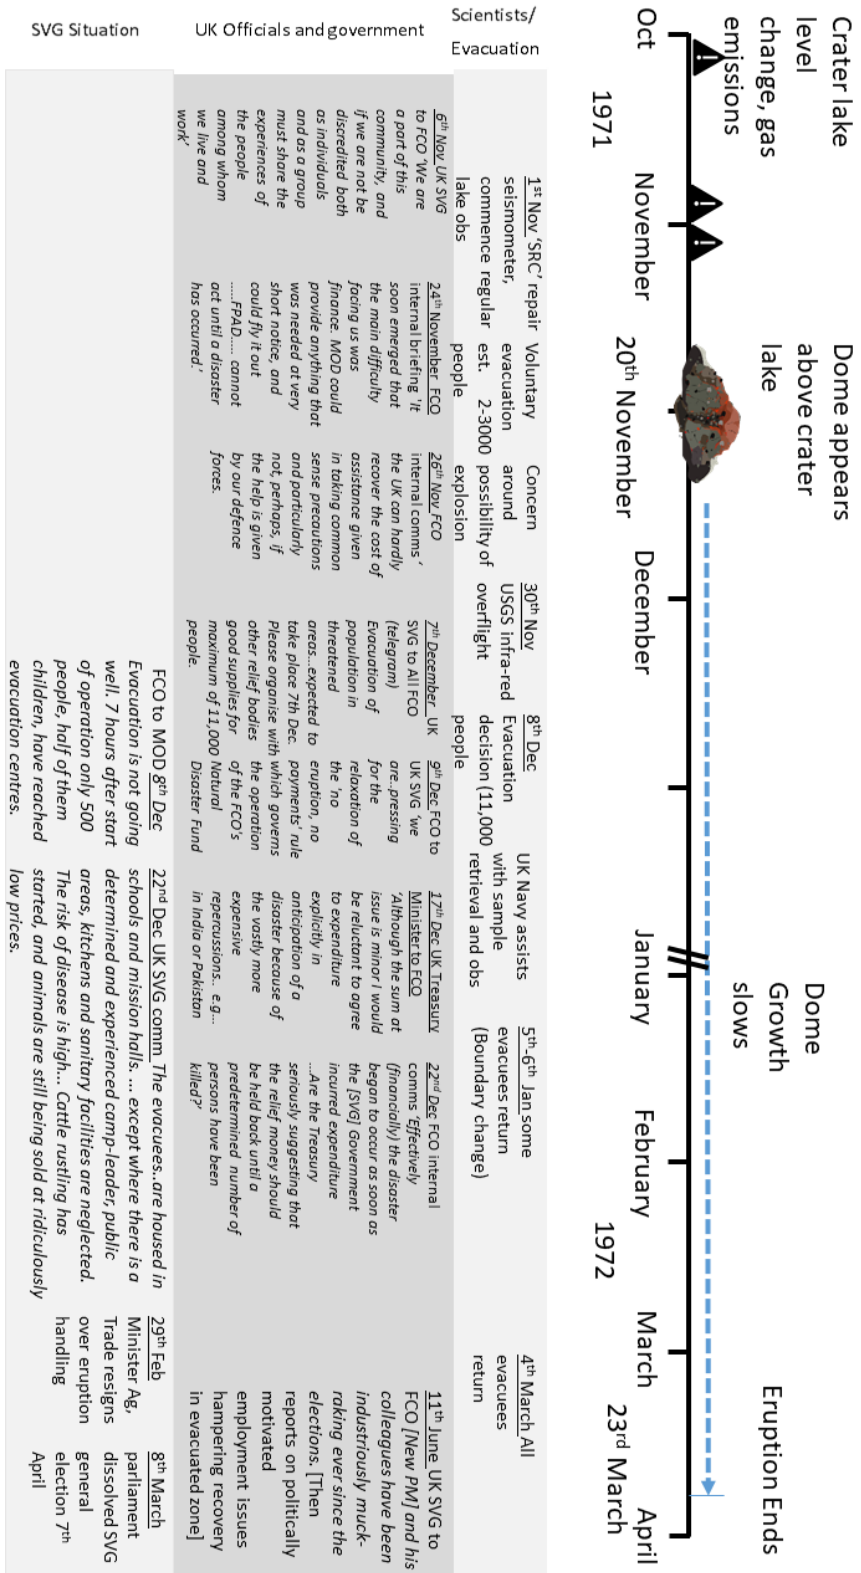 Crater lake
level
change, gas
emissions
Dome appears
above crater
lake
Dome
Growth
slows
Eruption Ends
!
!
!
Oct
November
20th November
December
January
February
March
23rd March
April
1971
1972
Scientists/
Evacuation
1st Nov 'SRC' repair
seismometer,
commence regular
lake obs
Voluntary
evacuation
est. 2-3000
people
Concern
around
possibility of
explosion
30th Nov
USGS infra-red
overflight
8th Dec
Evacuation
decision (11,000
people
UK Navy assists
with sample
retrieval and obs
5th-6th Jan some
evacuees return
(Boundary change)
4th March All
evacuees
return
UK Officials and government
6th Nov UK SVG
to FCO 'We are
a part of this
community, and
if we are not be
discredited both
as individuals
and as a group
must share the
experiences of
the people
among whom
we live and
work'
24th November FCO
internal briefing 'It
soon emerged that
the main difficulty
facing us was
finance. MOD could
provide anything that
was needed at very
short notice, and
could fly it out
.....FPAD..... cannot
act until a disaster
has occurred.'
26th Nov FCO
internal comms '
the UK can hardly
recover the cost of
assistance given
in taking common
sense precautions
and particularly
not, perhaps, if
the help is given
by our defence
forces.
7th December UK
SVG to All FCO
(telegram)
Evacuation of
population in
threatened
areas...expected to
take place 7th Dec.
Please organise with
other relief bodies
good supplies for
maximum of 11,000
people.
9th Dec FCO to
UK SVG 'we
are..pressing
for the
relaxation of
the 'no
eruption, no
payments' rule
which governs
the operation
of the FCO's
Natural
Disaster Fund
17th Dec UK Treasury
Minister to FCO
'Although the sum at
issue is minor I would
be reluctant to agree
to expenditure
explicitly in
anticipation of a
disaster because of
the vastly more
expensive
repercussions.. e.g...
in India or Pakistan
22nd Dec FCO internal
comms 'Effectively
(financially) the disaster
began to occur as soon as
the [SVG] Government
incurred expenditure
...Are the Treasury
seriously suggesting that
the relief money should
be held back until a
predetermined number of
persons have been
killed?'
11th June UK SVG to
FCO [New PM] and his
colleagues have been
industriously muck-
raking ever since the
elections. [Then
reports on politically
motivated
employment issues
hampering recovery
in evacuated zone]
SVG Situation
FCO to MOD 8th Dec
Evacuation is not going
well. 7 hours after start
of operation only 500
people, half of them
children, have reached
evacuation centres.
22nd Dec UK SVG comm The evacuees..are housed in
schools and mission halls. ... except where there is a
determined and experienced camp-leader, public
areas, kitchens and sanitary facilities are neglected.
The risk of disease is high... Cattle rustling has
started, and animals are still being sold at ridiculously
low prices.
29th Feb
Minister Ag,
Trade resigns
over eruption
handling
8th March
parliament
dissolved SVG
general
election 7th
April